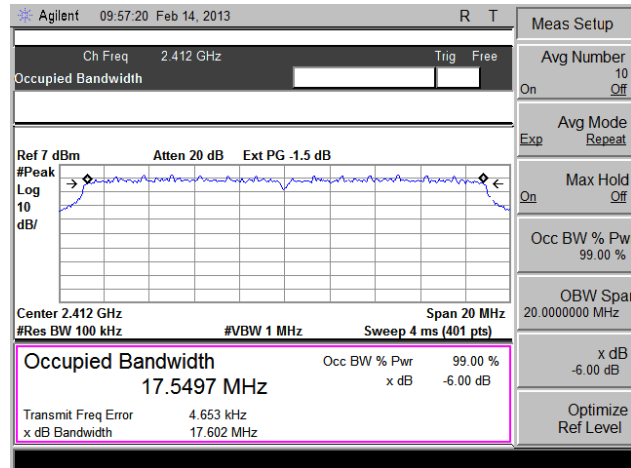 Agilent 09:57:20 Feb 14, 2013 R T
Ch Freq 2.412 GHz Trig Free
Occupied Bandwidth
Ref 7 dBm Atten 20 dB Ext PG -1.5 dB
#Peak
Log
10
dB/
Center 2.412 GHz Span 20 MHz
#Res BW 100 kHz #VBW 1 MHz Sweep 4 ms (401 pts)
Occupied Bandwidth Occ BW % Pwr 99.00 %
17.5497 MHz x dB -6.00 dB
Transmit Freq Error 4.653 kHz
x dB Bandwidth 17.602 MHz
Meas Setup
Avg Number
10
On Off
Avg Mode
Exp Repeat
Max Hold
On Off
Occ BW % Pw
99.00 %
OBW Spa
20.0000000 MHz
x dB
-6.00 dB
Optimize
Ref Level